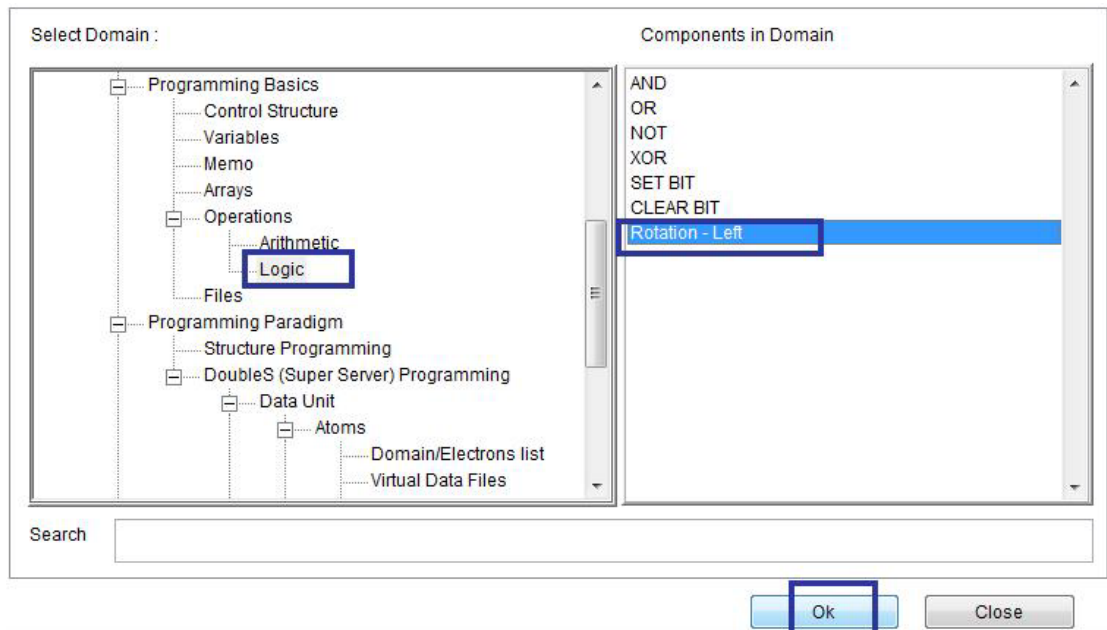 Select Domain :
Components in Domain
Programming Basics
Control Structure
Variables
Memo
Arrays
Operations
Arithmetic
Logic
Files
Programming Paradigm
Structure Programming
DoubleS (Super Server) Programming
Data Unit
Atoms
Domain/Electrons list
Virtual Data Files
AND
OR
NOT
XOR
SET BIT
CLEAR BIT
Rotation - Left
Search
Ok
Close